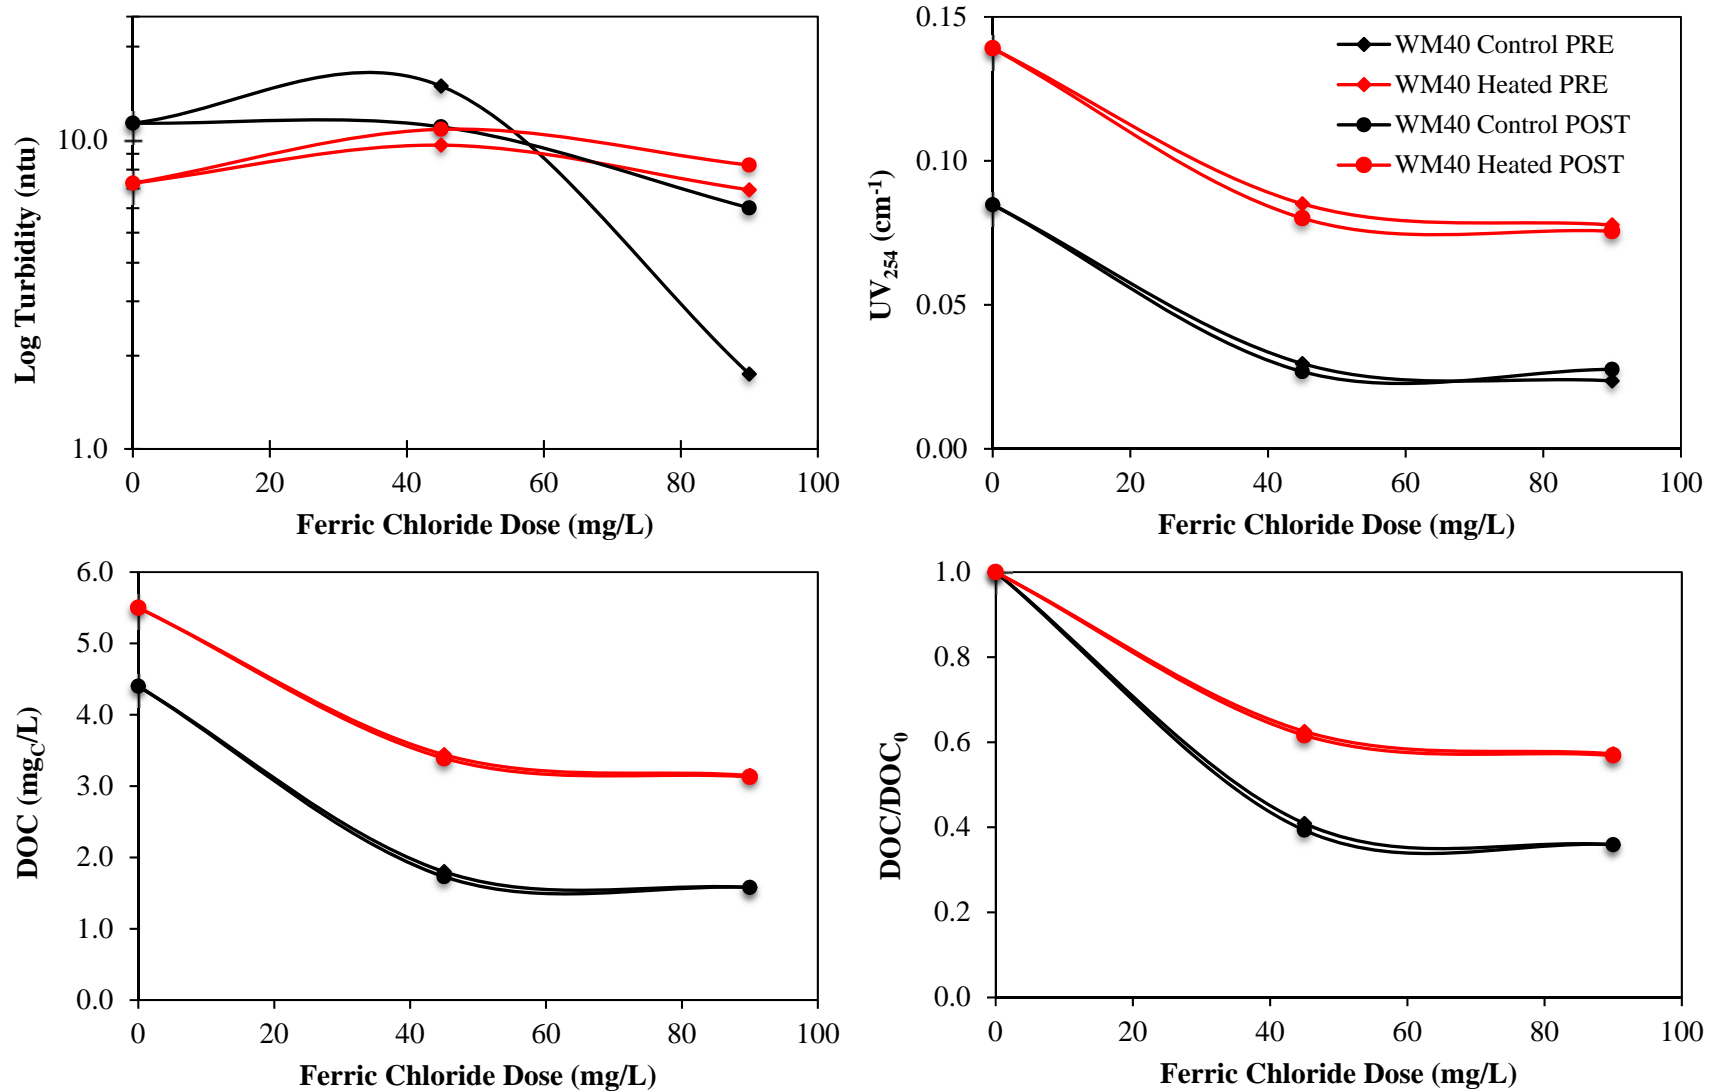 Log Turbidity (ntu)
10.0
1.0
0 20 40 60 80 100
Ferric Chloride Dose (mg/L)
UV254 (cm-1)
0.15
0.10
0.05
0.00
0 20 40 60 80 100
Ferric Chloride Dose (mg/L)
WM40 Control PRE
WM40 Heated PRE
WM40 Control POST
WM40 Heated POST
DOC (mgC/L)
6.0
5.0
4.0
3.0
2.0
1.0
0.0
0 20 40 60 80 100
Ferric Chloride Dose (mg/L)
DOC/DOC0
1.0
0.8
0.6
0.4
0.2
0.0
0 20 40 60 80 100
Ferric Chloride Dose (mg/L)